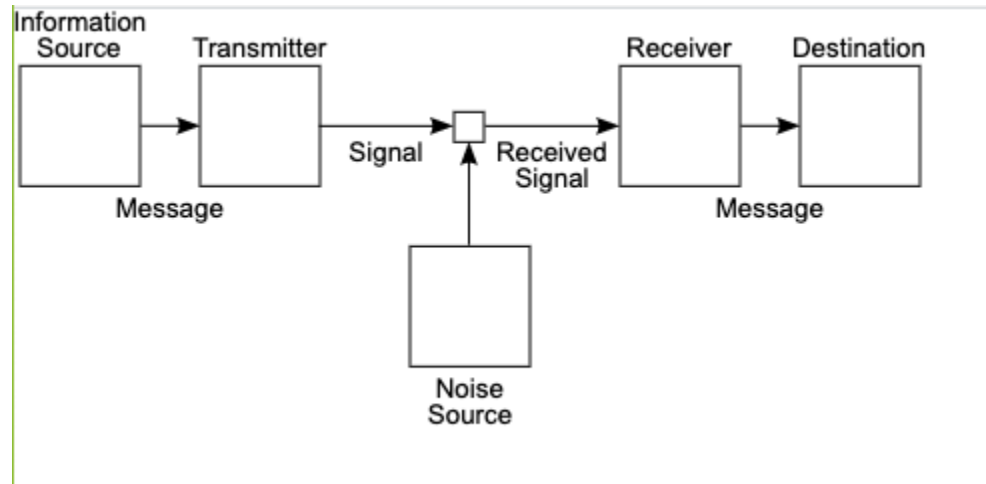 Information
Source
Transmitter
Receiver
Destination
Signal
Received
Signal
Message
Message
Noise
Source